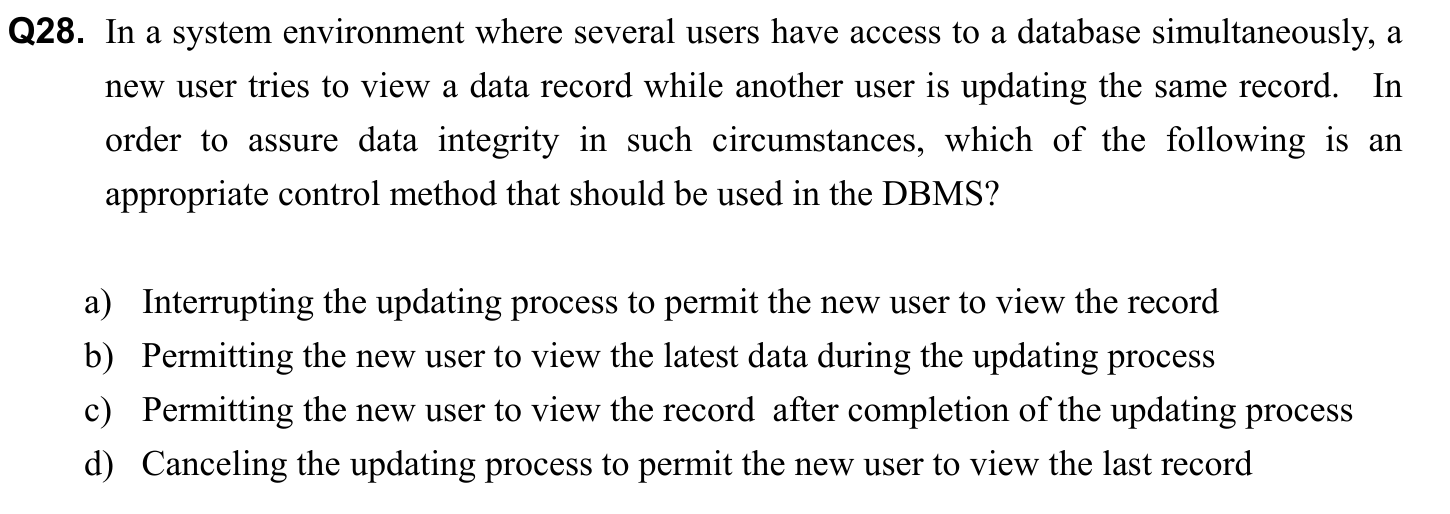 Q28. In a system environment where several users have access to a database simultaneously, a
new user tries to view a data record while another user is updating the same record. In
order to assure data integrity in such circumstances, which of the following is an
appropriate control method that should be used in the DBMS?
a) Interrupting the updating process to permit the new user to view the record
b) Permitting the new user to view the latest data during the updating process
c) Permitting the new user to view the record after completion of the updating process
d) Canceling the updating process to permit the new user to view the last record